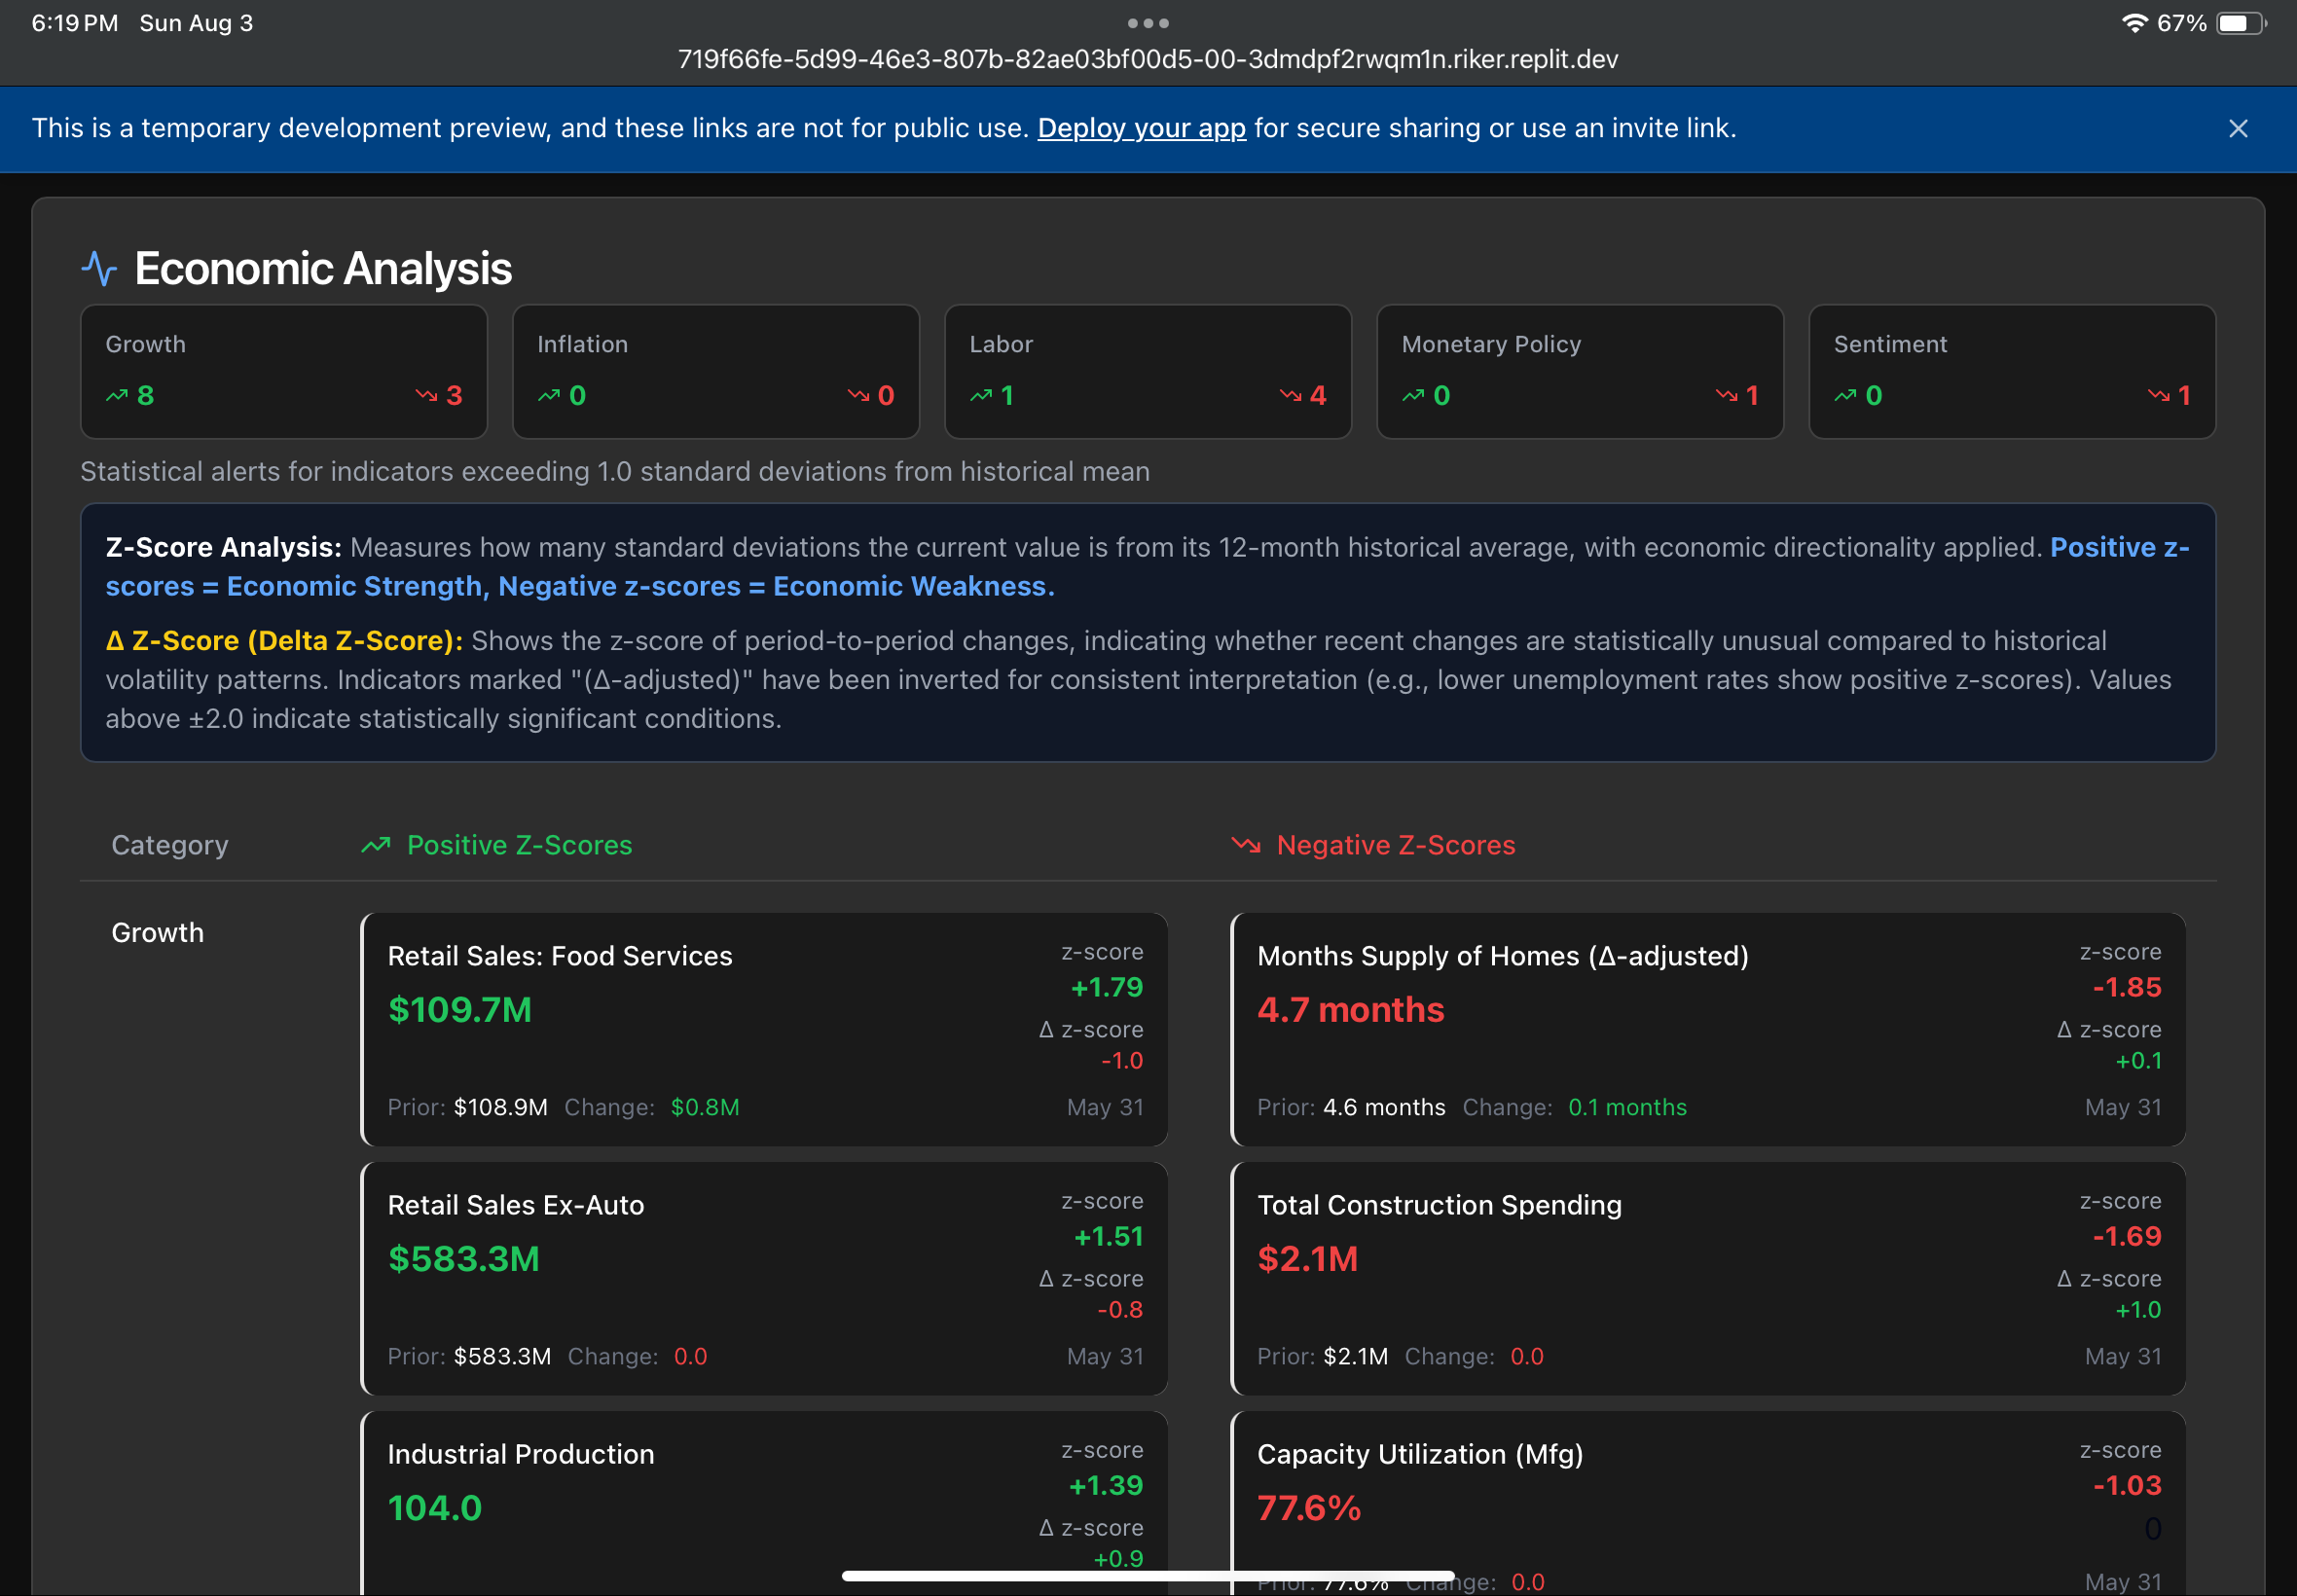 6:19 PM Sun Aug 3
67%
719f66fe-5d99-46e3-807b-82ae03bf00d5-00-3dmdpf2rwqm1n.riker.replit.dev
This is a temporary development preview, and these links are not for public use. Deploy your app for secure sharing or use an invite link.
Economic Analysis
Growth
8
3
Inflation
0
0
Labor
1
4
Monetary Policy
0
1
Sentiment
0
1
Statistical alerts for indicators exceeding 1.0 standard deviations from historical mean
Z-Score Analysis: Measures how many standard deviations the current value is from its 12-month historical average, with economic directionality applied. Positive z-
scores = Economic Strength, Negative z-scores = Economic Weakness.
Δ Z-Score (Delta Z-Score): Shows the z-score of period-to-period changes, indicating whether recent changes are statistically unusual compared to historical
volatility patterns. Indicators marked "(Δ-adjusted)" have been inverted for consistent interpretation (e.g., lower unemployment rates show positive z-scores). Values
above ±2.0 indicate statistically significant conditions.
Category
Positive Z-Scores
Negative Z-Scores
Growth
Retail Sales: Food Services
z-score
$109.7M
+1.79
Δ z-score
-1.0
Prior: $108.9M Change: $0.8M
May 31
Months Supply of Homes (Δ-adjusted)
z-score
4.7 months
-1.85
Δ z-score
+0.1
Prior: 4.6 months Change: 0.1 months
May 31
Retail Sales Ex-Auto
z-score
$583.3M
+1.51
Δ z-score
-0.8
Prior: $583.3M Change: 0.0
May 31
Total Construction Spending
z-score
$2.1M
-1.69
Δ z-score
+1.0
Prior: $2.1M Change: 0.0
May 31
Industrial Production
z-score
104.0
+1.39
Δ z-score
+0.9
Capacity Utilization (Mfg)
z-score
77.6%
-1.03
0
Prior: 77.6% Change: 0.0
May 31